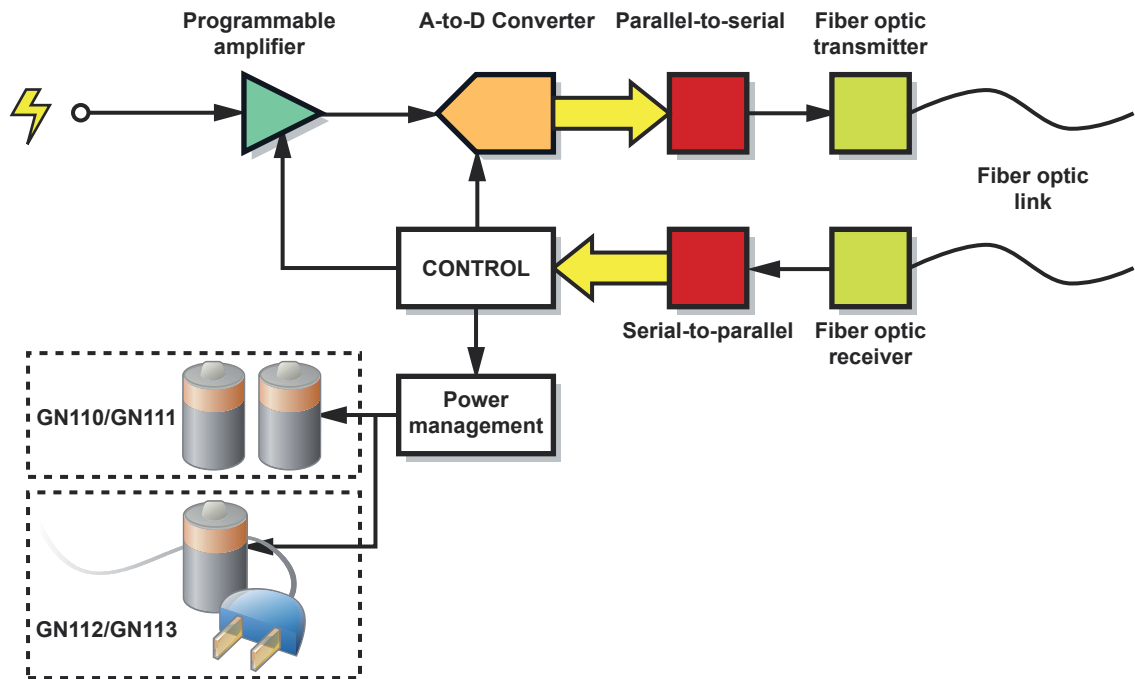 Programmable
amplifier
A-to-D Converter
Parallel-to-serial
Fiber optic
transmitter
Fiber optic
link
CONTROL
Serial-to-parallel
Fiber optic
receiver
Power
management
GN110/GN111
GN112/GN113